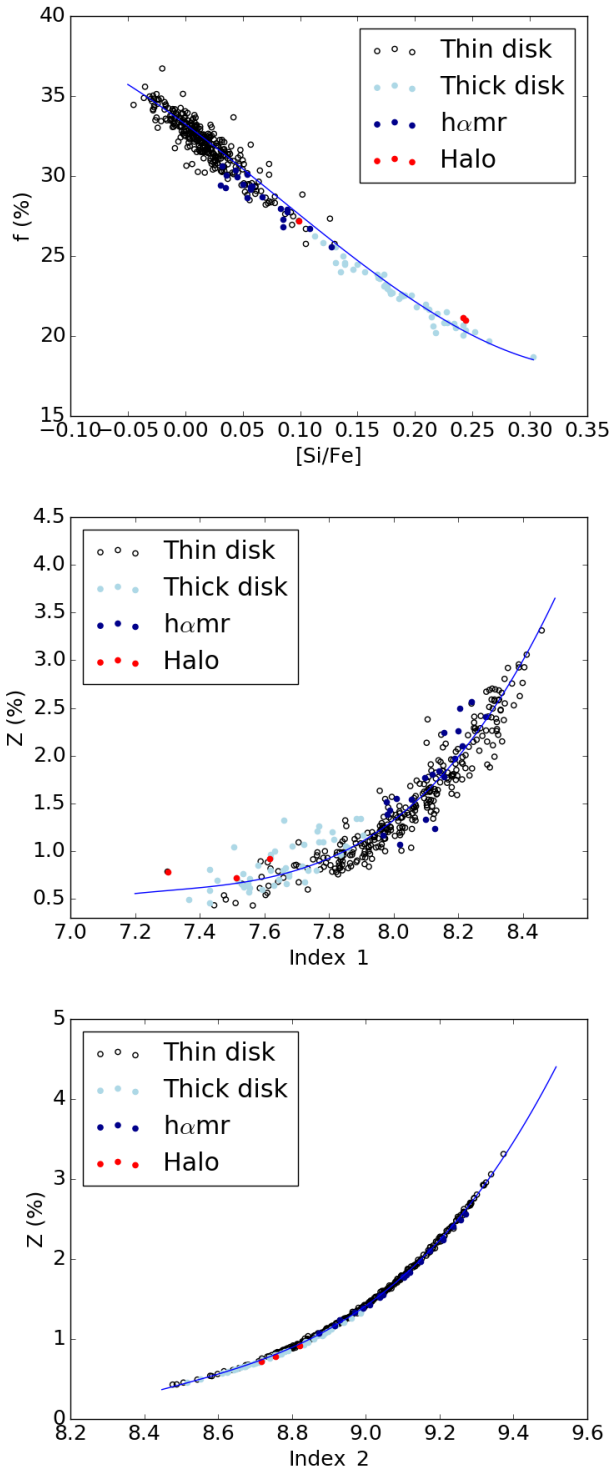 40
35
30
25
20
15
f (%)
Thin disk
Thick disk
hαmr
Halo
−0.10 −0.05 0.00 0.05 0.10 0.15 0.20 0.25 0.30 0.35
[Si/Fe]
4.5
4.0
3.5
3.0
2.5
2.0
1.5
1.0
0.5
Z (%)
Thin disk
Thick disk
hαmr
Halo
7.0 7.2 7.4 7.6 7.8 8.0 8.2 8.4
Index 1
5
4
3
2
1
0
Z (%)
Thin disk
Thick disk
hαmr
Halo
8.2 8.4 8.6 8.8 9.0 9.2 9.4 9.6
Index 2